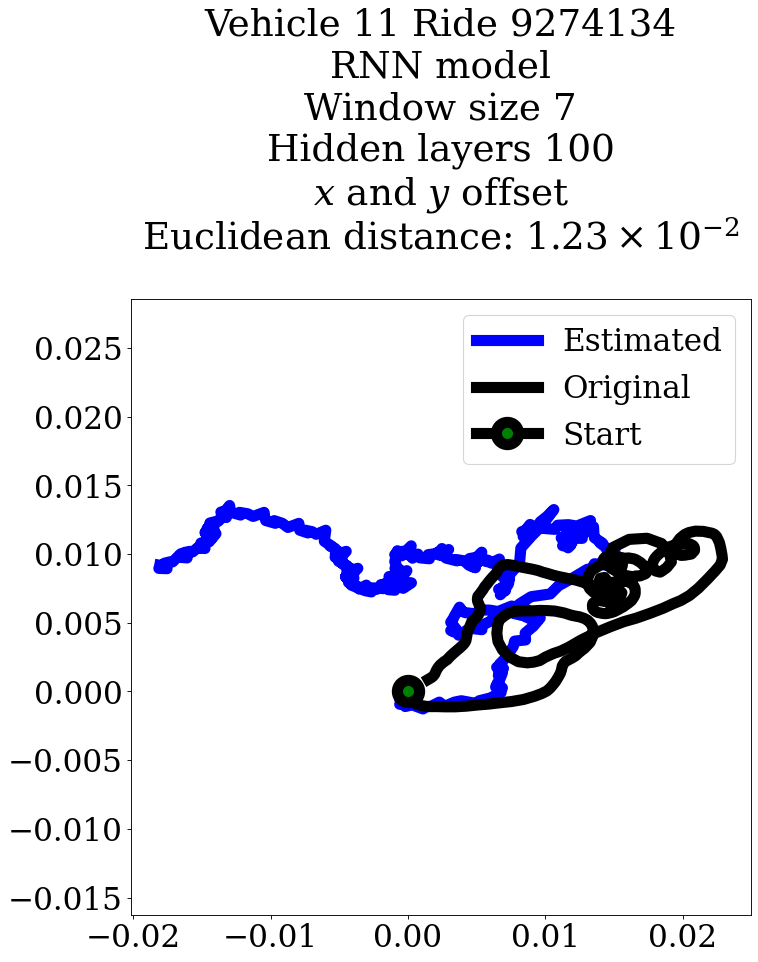 Vehicle 11 Ride 9274134
RNN model
Window size 7
Hidden layers 100
x and y offset
Euclidean distance: 1.23 × 10⁻²
Estimated
Original
Start
0.025
0.020
0.015
0.010
0.005
0.000
−0.005
−0.010
−0.015
−0.02 −0.01 0.00 0.01 0.02